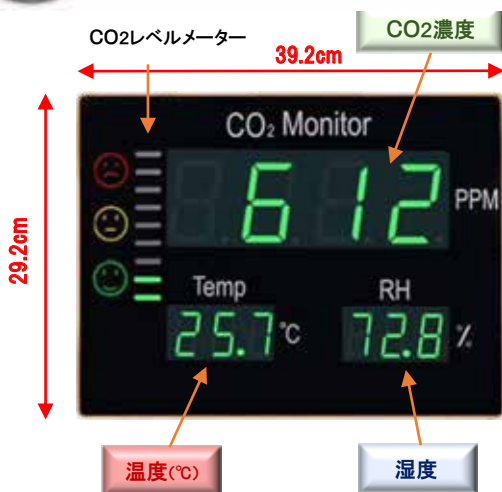 CO2濃度
CO2レベルメーター
39.2cm
29.2cm
CO₂ Monitor
612 PPM
Temp
RH
25.7 ℃
72.8 %
温度(℃)
湿度